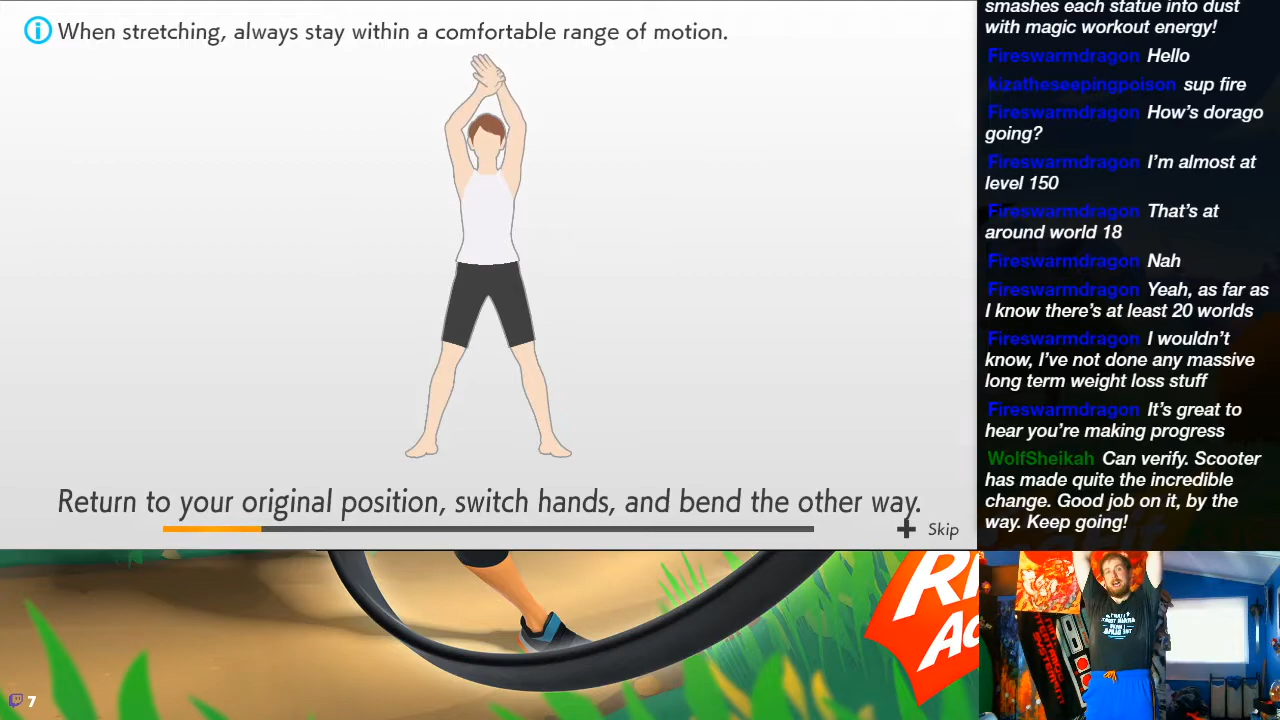 When stretching, always stay within a comfortable range of motion.
Return to your original position, switch hands, and bend the other way.
Skip
smashes each statue into dust
with magic workout energy!
Fireswarmdragon Hello
kizatheseepingpoison sup fire
Fireswarmdragon How's dorago
going?
Fireswarmdragon I'm almost at
level 150
Fireswarmdragon That's at
around world 18
Fireswarmdragon Nah
Fireswarmdragon Yeah, as far as
I know there's at least 20 worlds
Fireswarmdragon I wouldn't
know, I've not done any massive
long term weight loss stuff
Fireswarmdragon It's great to
hear you're making progress
WolfSheikah Can verify. Scooter
has made quite the incredible
change. Good job on it, by the
way. Keep going!
7